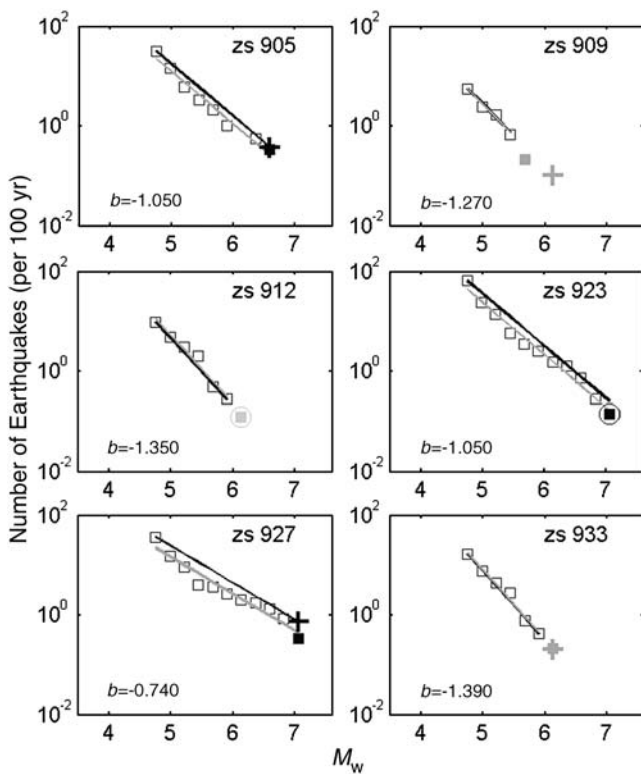 Number of Earthquakes (per 100 yr)
zs 905
10²
10⁰
10⁻²
b=-1.050
4 5 6 7
zs 909
10²
10⁰
10⁻²
b=-1.270
4 5 6 7
zs 912
10²
10⁰
10⁻²
b=-1.350
4 5 6 7
zs 923
10²
10⁰
10⁻²
b=-1.050
4 5 6 7
zs 927
10²
10⁰
10⁻²
b=-0.740
4 5 6 7
zs 933
10²
10⁰
10⁻²
b=-1.390
4 5 6 7
Mw